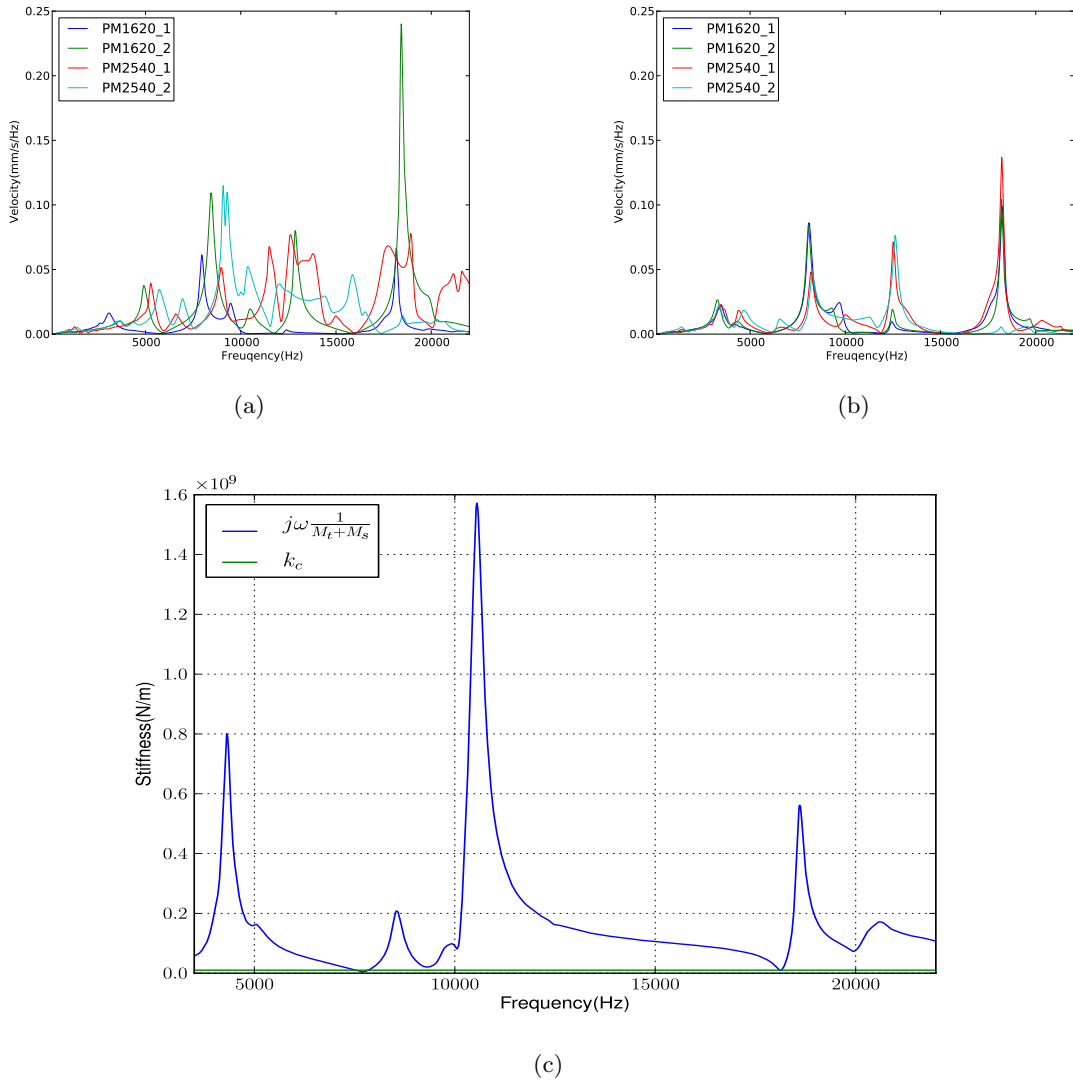 0.25
0.20
0.15
0.10
0.05
0.00
Velocity(mm/s/Hz)
PM1620_1
PM1620_2
PM2540_1
PM2540_2
5000 10000 15000 20000
Freuqency(Hz)
(a)
0.25
0.20
0.15
0.10
0.05
0.00
Velocity(mm/s/Hz)
PM1620_1
PM1620_2
PM2540_1
PM2540_2
5000 10000 15000 20000
Freuqency(Hz)
(b)
×10⁹
1.6
1.4
1.2
1.0
0.8
0.6
0.4
0.2
0.0
Stiffness(N/m)
jω 1/(M_t+M_s)
k_c
5000 10000 15000 20000
Frequency(Hz)
(c)